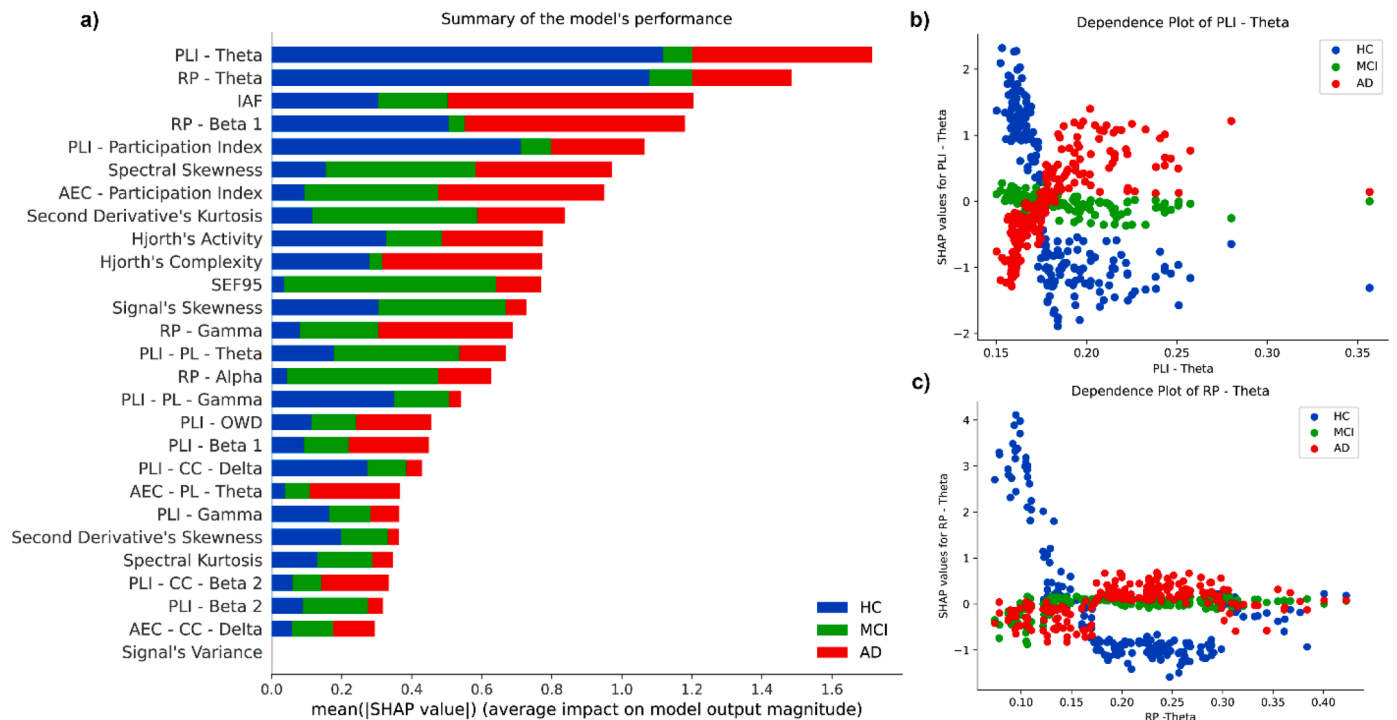 a)
Summary of the model's performance
PLI - Theta
RP - Theta
IAF
RP - Beta 1
PLI - Participation Index
Spectral Skewness
AEC - Participation Index
Second Derivative's Kurtosis
Hjorth's Activity
Hjorth's Complexity
SEF95
Signal's Skewness
RP - Gamma
PLI - PL - Theta
RP - Alpha
PLI - PL - Gamma
PLI - OWD
PLI - Beta 1
PLI - CC - Delta
AEC - PL - Theta
PLI - Gamma
Second Derivative's Skewness
Spectral Kurtosis
PLI - CC - Beta 2
PLI - Beta 2
AEC - CC - Delta
Signal's Variance
HC
MCI
AD
0.0 0.2 0.4 0.6 0.8 1.0 1.2 1.4 1.6
mean(|SHAP value|) (average impact on model output magnitude)
b)
Dependence Plot of PLI - Theta
HC
MCI
AD
SHAP values for PLI - Theta
2
1
0
−1
−2
0.15 0.20 0.25 0.30 0.35
PLI - Theta
c)
Dependence Plot of RP - Theta
HC
MCI
AD
SHAP values for RP - Theta
4
3
2
1
0
−1
0.10 0.15 0.20 0.25 0.30 0.35 0.40
RP -Theta